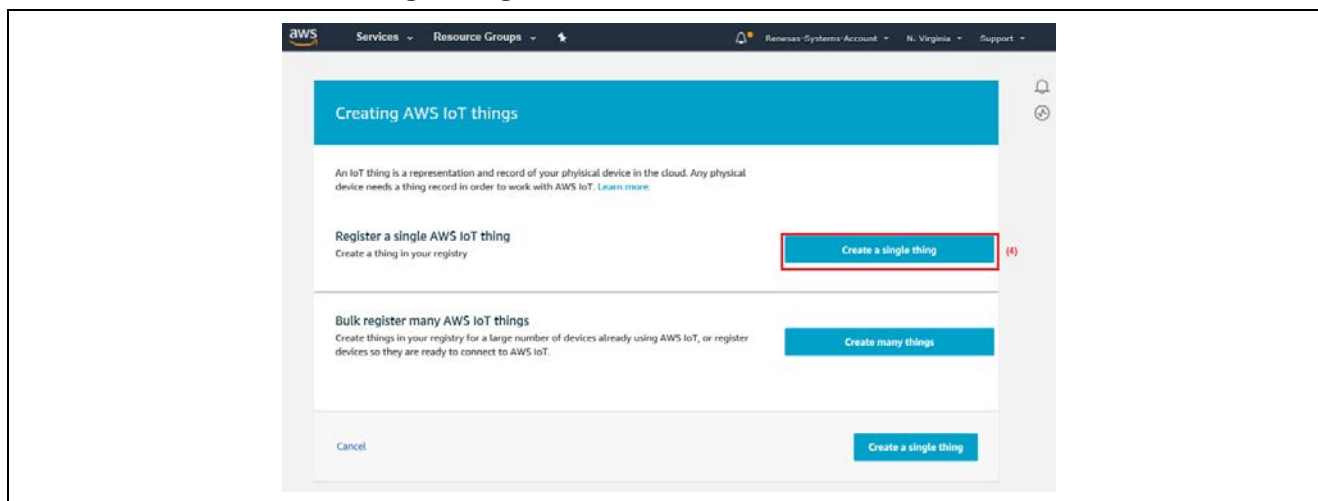 aws Services Resource Groups Renesas-Systems-Account N. Virginia Support
Creating AWS IoT things
An IoT thing is a representation and record of your phyisical device in the cloud. Any physical
device needs a thing record in order to work with AWS IoT. Learn more.
Register a single AWS IoT thing
Create a thing in your registry
Create a single thing
(4)
Bulk register many AWS IoT things
Create things in your registry for a large number of devices already using AWS IoT, or register
devices so they are ready to connect to AWS IoT.
Create many things
Cancel
Create a single thing